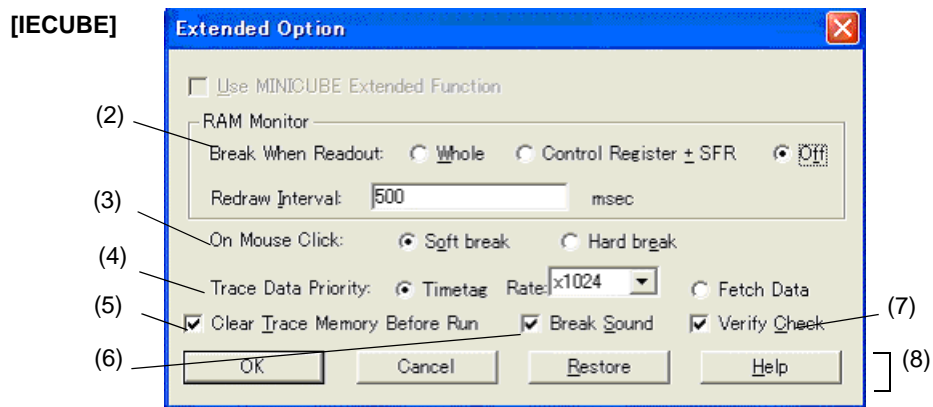 [IECUBE]
Extended Option
Use MINICUBE Extended Function
(2)
RAM Monitor
Break When Readout: Whole Control Register + SFR Off
Redraw Interval: 500 msec
(3)
On Mouse Click: Soft break Hard break
(4)
Trace Data Priority: Timetag Rate: x1024 Fetch Data
(5)
Clear Trace Memory Before Run Break Sound Verify Check
(7)
(6)
OK Cancel Restore Help
(8)